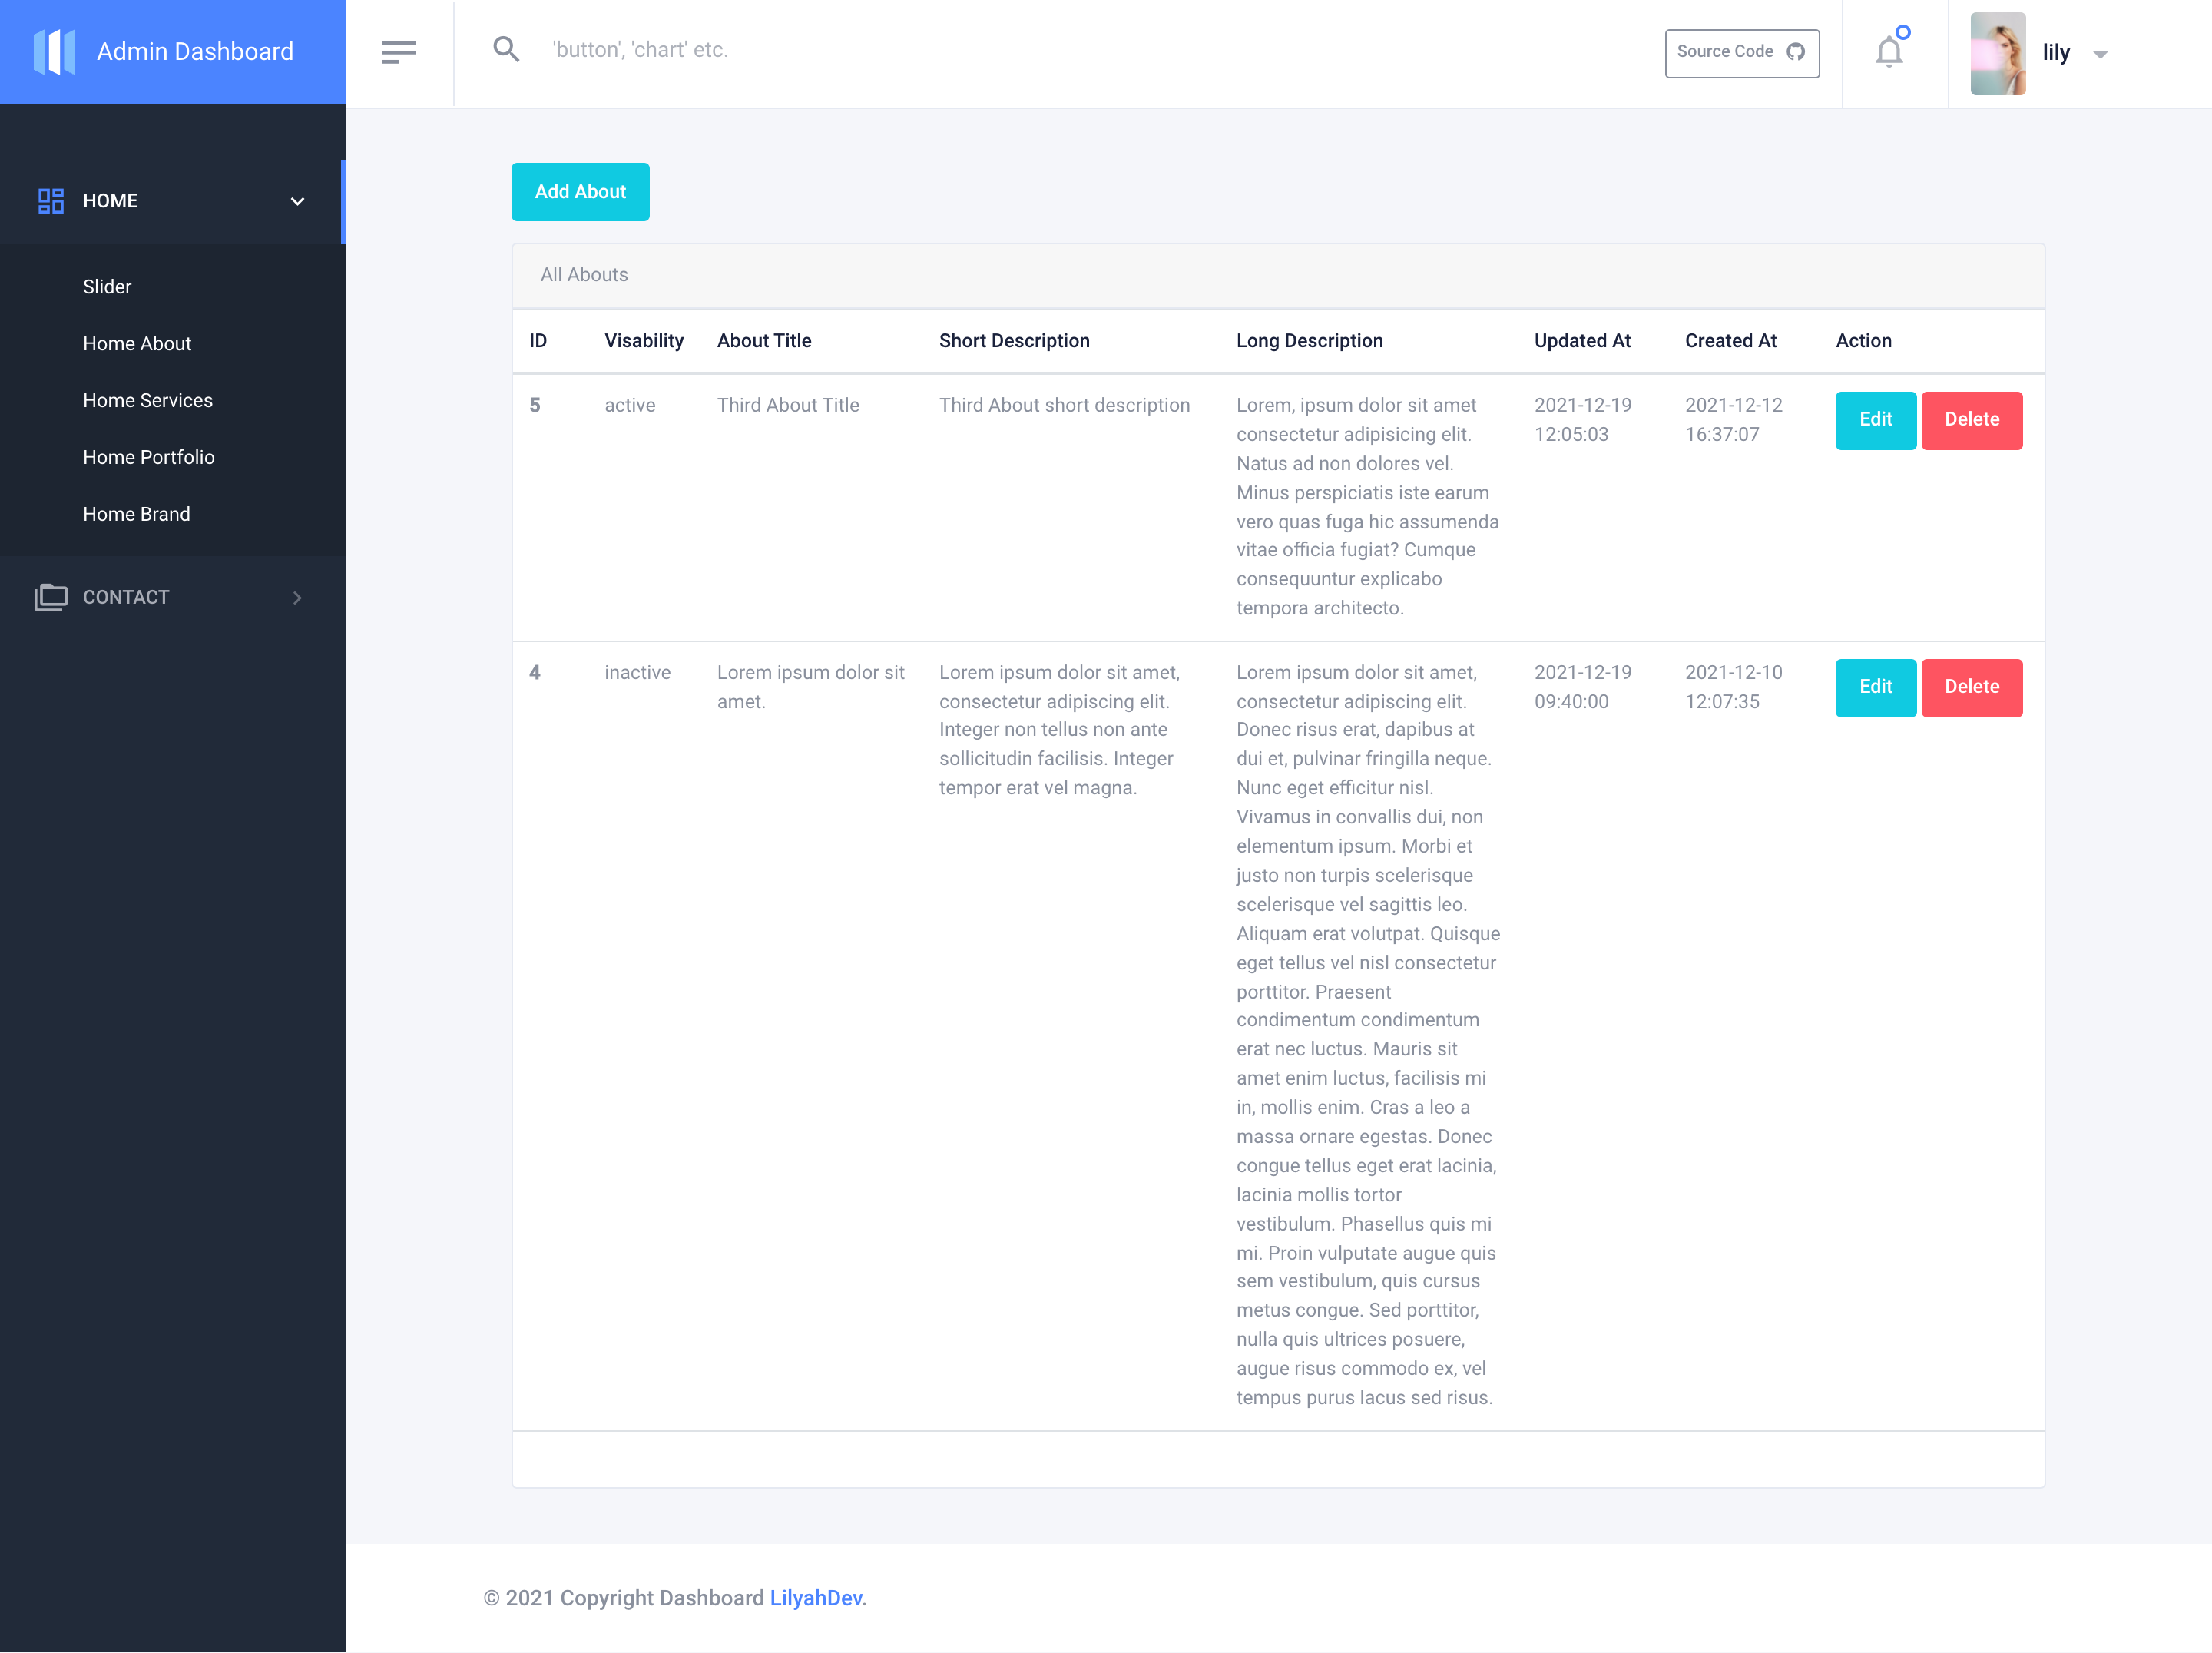 Admin Dashboard
'button', 'chart' etc.
Source Code
lily
HOME
Slider
Home About
Home Services
Home Portfolio
Home Brand
CONTACT
Add About
All Abouts
ID Visability About Title Short Description Long Description Updated At Created At Action
5 active Third About Title Third About short description Lorem, ipsum dolor sit amet 2021-12-19 2021-12-12 Edit Delete
consectetur adipisicing elit. 12:05:03 16:37:07
Natus ad non dolores vel.
Minus perspiciatis iste earum
vero quas fuga hic assumenda
vitae officia fugiat? Cumque
consequuntur explicabo
tempora architecto.
4 inactive Lorem ipsum dolor sit Lorem ipsum dolor sit amet, Lorem ipsum dolor sit amet, 2021-12-19 2021-12-10 Edit Delete
amet. consectetur adipiscing elit. consectetur adipiscing elit. 09:40:00 12:07:35
Integer non tellus non ante Donec risus erat, dapibus at
sollicitudin facilisis. Integer dui et, pulvinar fringilla neque.
tempor erat vel magna. Nunc eget efficitur nisl.
Vivamus in convallis dui, non
elementum ipsum. Morbi et
justo non turpis scelerisque
scelerisque vel sagittis leo.
Aliquam erat volutpat. Quisque
eget tellus vel nisl consectetur
porttitor. Praesent
condimentum condimentum
erat nec luctus. Mauris sit
amet enim luctus, facilisis mi
in, mollis enim. Cras a leo a
massa ornare egestas. Donec
congue tellus eget erat lacinia,
lacinia mollis tortor
vestibulum. Phasellus quis mi
mi. Proin vulputate augue quis
sem vestibulum, quis cursus
metus congue. Sed porttitor,
nulla quis ultrices posuere,
augue risus commodo ex, vel
tempus purus lacus sed risus.
© 2021 Copyright Dashboard LilyahDev.